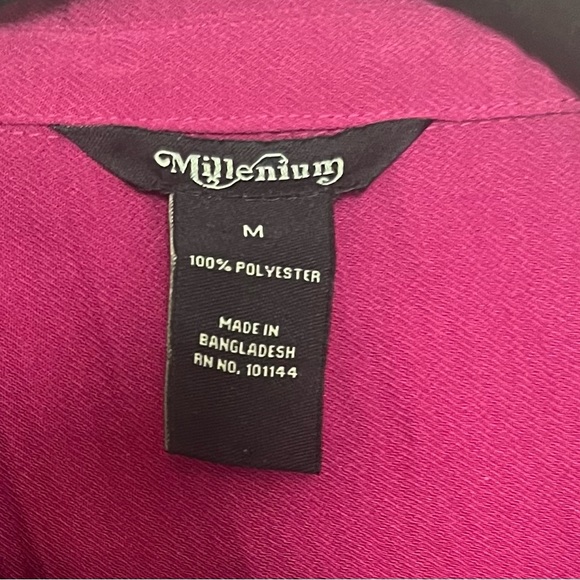 Millenium
M
100% POLYESTER
MADE IN
BANGLADESH
RN NO. 101144